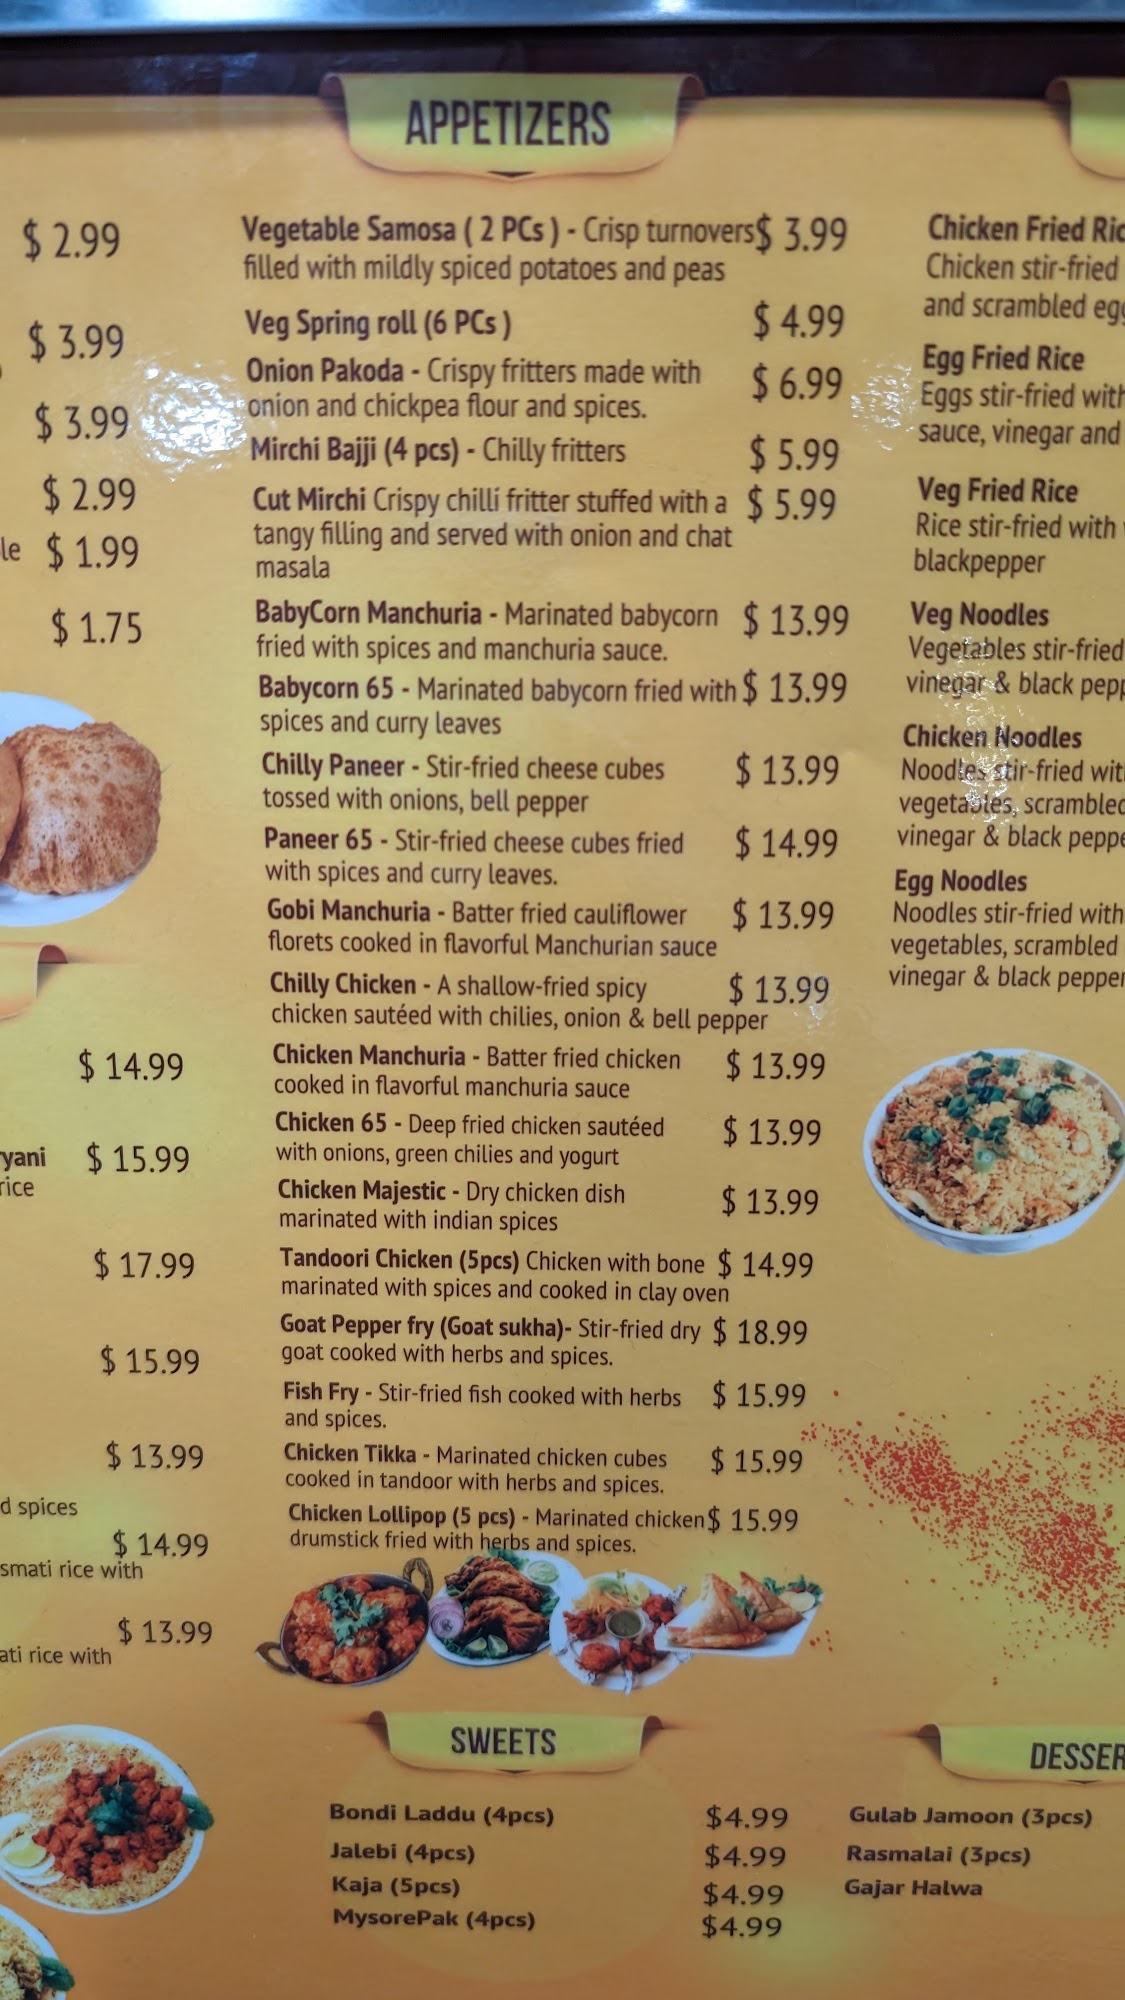 $ 2.99
$ 3.99
$ 3.99
$ 2.99
le $ 1.99
$ 1.75
$ 14.99
yani $ 15.99
rice
$ 17.99
$ 15.99
$ 13.99
d spices
$ 14.99
smati rice with
$ 13.99
ati rice with
APPETIZERS
Vegetable Samosa ( 2 PCs ) - Crisp turnovers $ 3.99
filled with mildly spiced potatoes and peas
Veg Spring roll (6 PCs ) $ 4.99
Onion Pakoda - Crispy fritters made with $ 6.99
onion and chickpea flour and spices.
Mirchi Bajji (4 pcs) - Chilly fritters $ 5.99
Cut Mirchi Crispy chilli fritter stuffed with a $ 5.99
tangy filling and served with onion and chat
masala
BabyCorn Manchuria - Marinated babycorn $ 13.99
fried with spices and manchuria sauce.
Babycorn 65 - Marinated babycorn fried with $ 13.99
spices and curry leaves
Chilly Paneer - Stir-fried cheese cubes $ 13.99
tossed with onions, bell pepper
Paneer 65 - Stir-fried cheese cubes fried $ 14.99
with spices and curry leaves.
Gobi Manchuria - Batter fried cauliflower $ 13.99
florets cooked in flavorful Manchurian sauce
Chilly Chicken - A shallow-fried spicy $ 13.99
chicken sautéed with chilies, onion & bell pepper
Chicken Manchuria - Batter fried chicken $ 13.99
cooked in flavorful manchuria sauce
Chicken 65 - Deep fried chicken sautéed $ 13.99
with onions, green chilies and yogurt
Chicken Majestic - Dry chicken dish $ 13.99
marinated with indian spices
Tandoori Chicken (5pcs) Chicken with bone $ 14.99
marinated with spices and cooked in clay oven
Goat Pepper fry (Goat sukha)- Stir-fried dry $ 18.99
goat cooked with herbs and spices.
Fish Fry - Stir-fried fish cooked with herbs $ 15.99
and spices.
Chicken Tikka - Marinated chicken cubes $ 15.99
cooked in tandoor with herbs and spices.
Chicken Lollipop (5 pcs) - Marinated chicken $ 15.99
drumstick fried with herbs and spices.
SWEETS
Bondi Laddu (4pcs) $4.99
Jalebi (4pcs) $4.99
Kaja (5pcs) $4.99
MysorePak (4pcs) $4.99
Chicken Fried Ric
Chicken stir-fried
and scrambled egg
Egg Fried Rice
Eggs stir-fried with
sauce, vinegar and
Veg Fried Rice
Rice stir-fried with
blackpepper
Veg Noodles
Vegetables stir-fried
vinegar & black pepp
Chicken Noodles
Noodles stir-fried wit
vegetables, scrambled
vinegar & black peppe
Egg Noodles
Noodles stir-fried with
vegetables, scrambled
vinegar & black pepper
DESSER
Gulab Jamoon (3pcs)
Rasmalai (3pcs)
Gajar Halwa